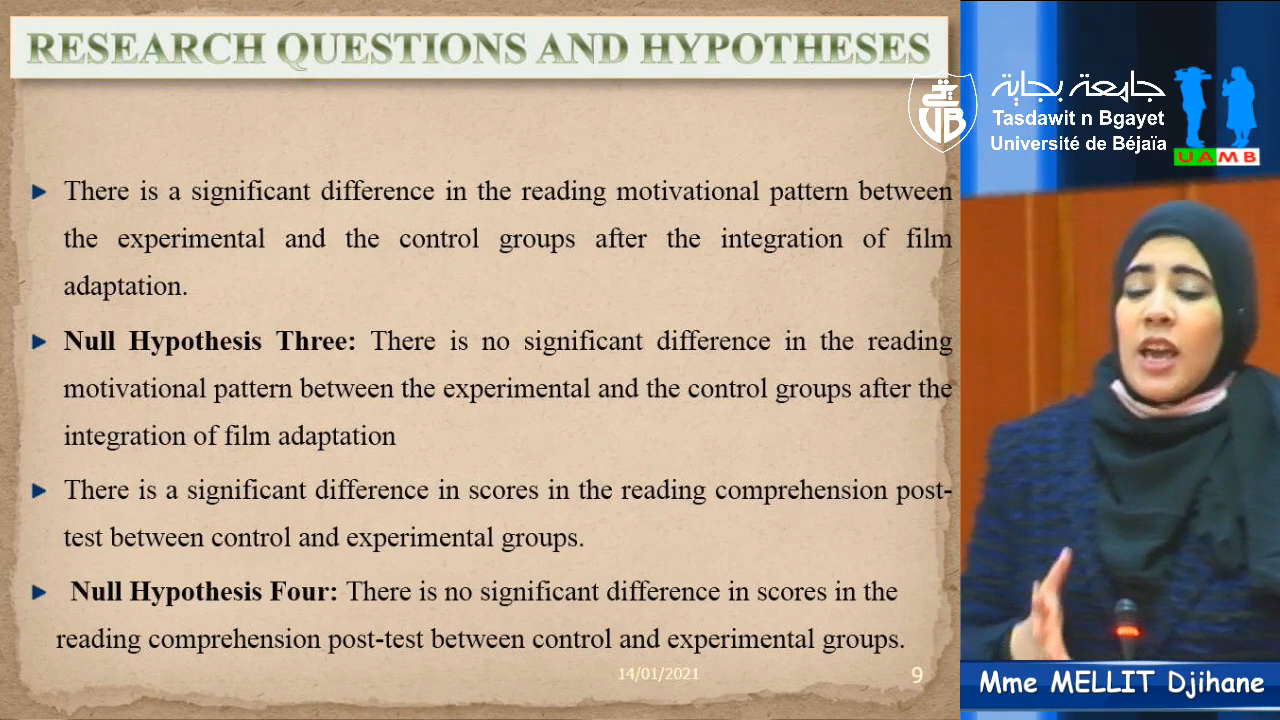 RESEARCH QUESTIONS AND HYPOTHESES
There is a significant difference in the reading motivational pattern between
the experimental and the control groups after the integration of film
adaptation.
Null Hypothesis Three: There is no significant difference in the reading
motivational pattern between the experimental and the control groups after the
integration of film adaptation
There is a significant difference in scores in the reading comprehension post-
test between control and experimental groups.
Null Hypothesis Four: There is no significant difference in scores in the
reading comprehension post-test between control and experimental groups.
14/01/2021
9
جامعة بجاية
Tasdawit n Bgayet
Université de Béjaïa
UAMB
Mme MELLIT Djihane